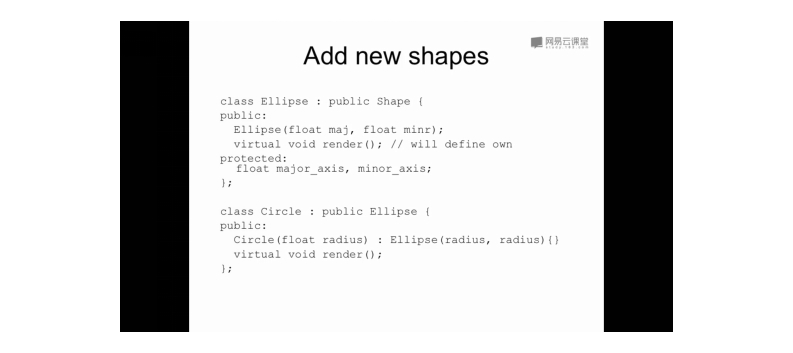 网易云课堂
Add new shapes
class Ellipse : public Shape {
public:
  Ellipse(float maj, float minr);
  virtual void render(); // will define own
protected:
  float major_axis, minor_axis;
};
class Circle : public Ellipse {
public:
  Circle(float radius) : Ellipse(radius, radius){}
  virtual void render();
};